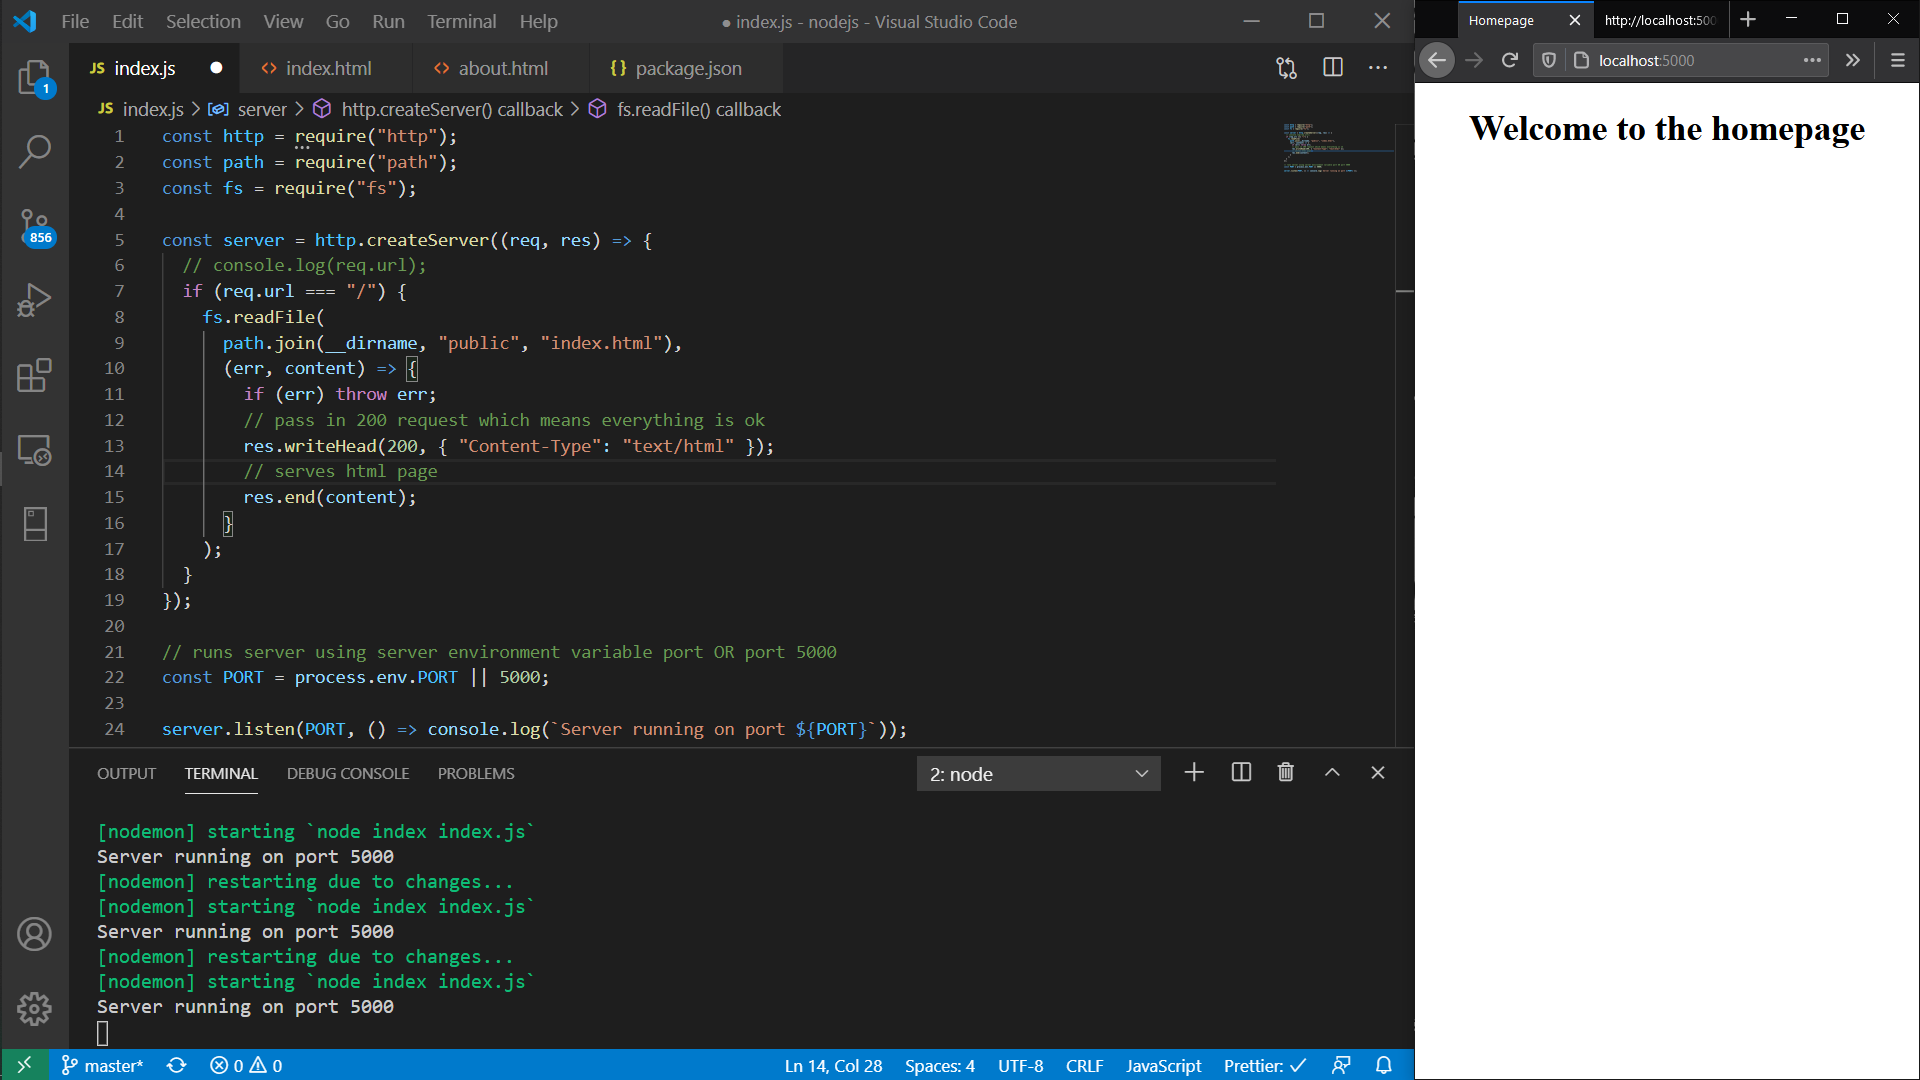 File Edit Selection View Go Run Terminal Help
● index.js - nodejs - Visual Studio Code
JS index.js
<> index.html
<> about.html
{} package.json
JS index.js > server > http.createServer() callback > fs.readFile() callback
1 const http = require("http");
2 const path = require("path");
3 const fs = require("fs");
4
5 const server = http.createServer((req, res) => {
6 // console.log(req.url);
7 if (req.url === "/") {
8 fs.readFile(
9 path.join(__dirname, "public", "index.html"),
10 (err, content) => {
11 if (err) throw err;
12 // pass in 200 request which means everything is ok
13 res.writeHead(200, { "Content-Type": "text/html" });
14 // serves html page
15 res.end(content);
16 }
17 );
18 }
19 });
20
21 // runs server using server environment variable port OR port 5000
22 const PORT = process.env.PORT || 5000;
23
24 server.listen(PORT, () => console.log(`Server running on port ${PORT}`));
1
856
OUTPUT TERMINAL DEBUG CONSOLE PROBLEMS
2: node
[nodemon] starting `node index index.js`
Server running on port 5000
[nodemon] restarting due to changes...
[nodemon] starting `node index index.js`
Server running on port 5000
[nodemon] restarting due to changes...
[nodemon] starting `node index index.js`
Server running on port 5000
master* 0 0
Ln 14, Col 28 Spaces: 4 UTF-8 CRLF JavaScript Prettier: ✓
Homepage
http://localhost:500
localhost:5000
Welcome to the homepage